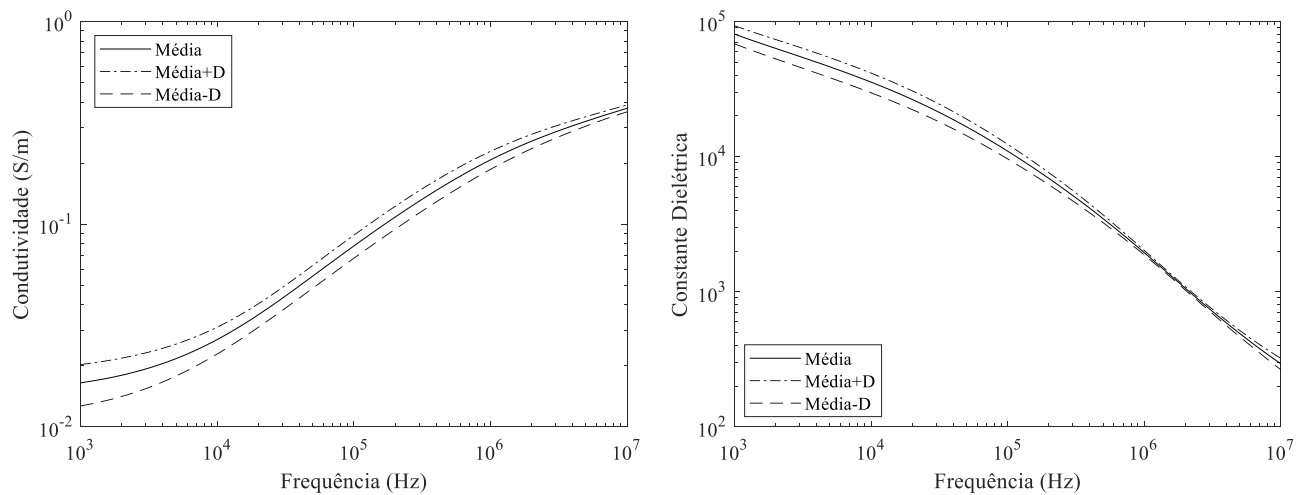 10^0
Média
Média+D
Média-D
10^-1
10^-2
Condutividade (S/m)
10^3 10^4 10^5 10^6 10^7
Frequência (Hz)
10^5
10^4
10^3
10^2
Constante Dielétrica
Média
Média+D
Média-D
10^3 10^4 10^5 10^6 10^7
Frequência (Hz)